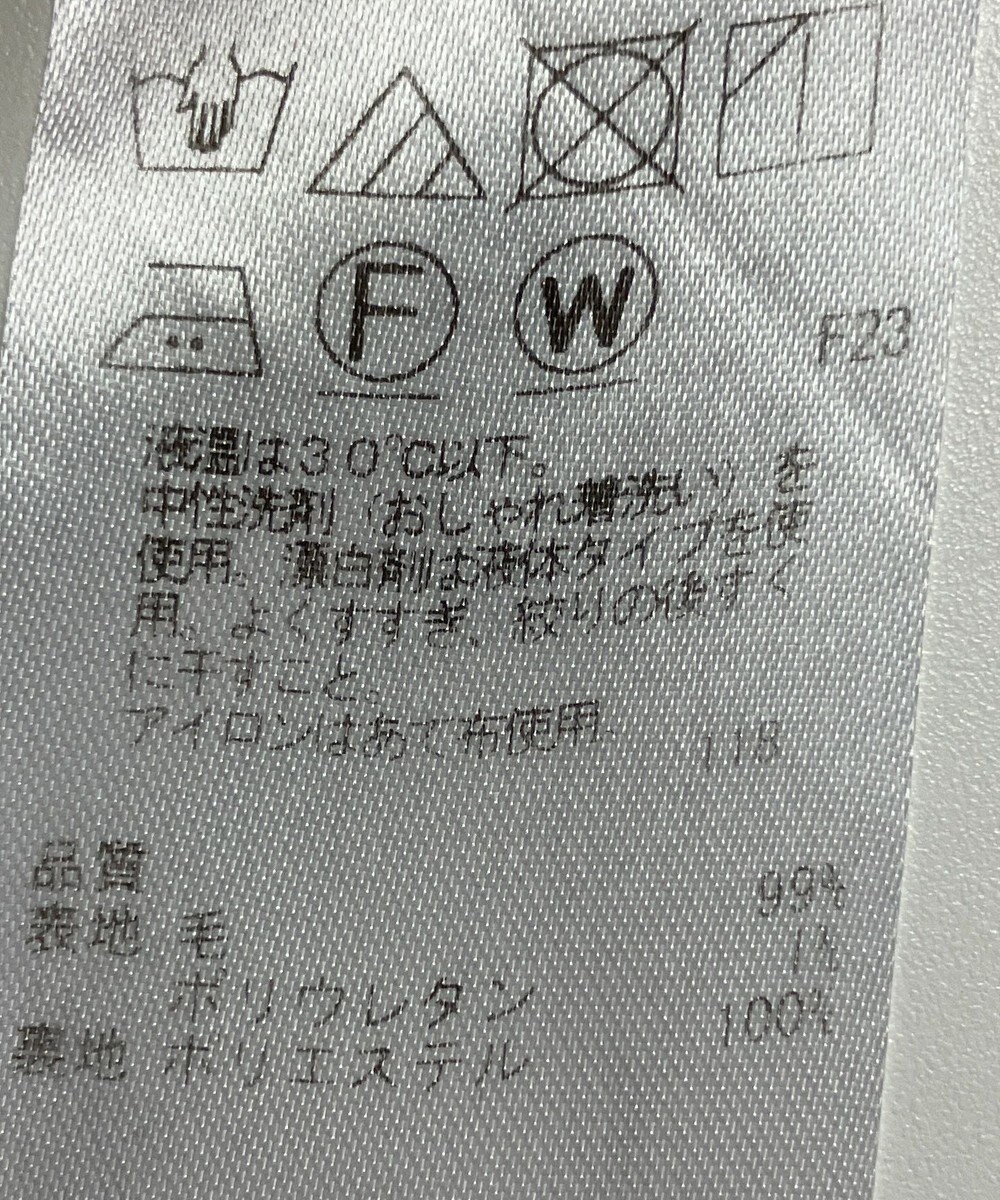 F W F23
液温は30℃以下。
中性洗剤(おしゃれ着洗い)を
使用。漂白剤は液体タイプを使
用。よくすすぎ、絞りの後すぐ
に干すこと。
アイロンはあて布使用 118
品質
表地 毛 99%
ポリウレタン 1%
裏地 ポリエステル 100%